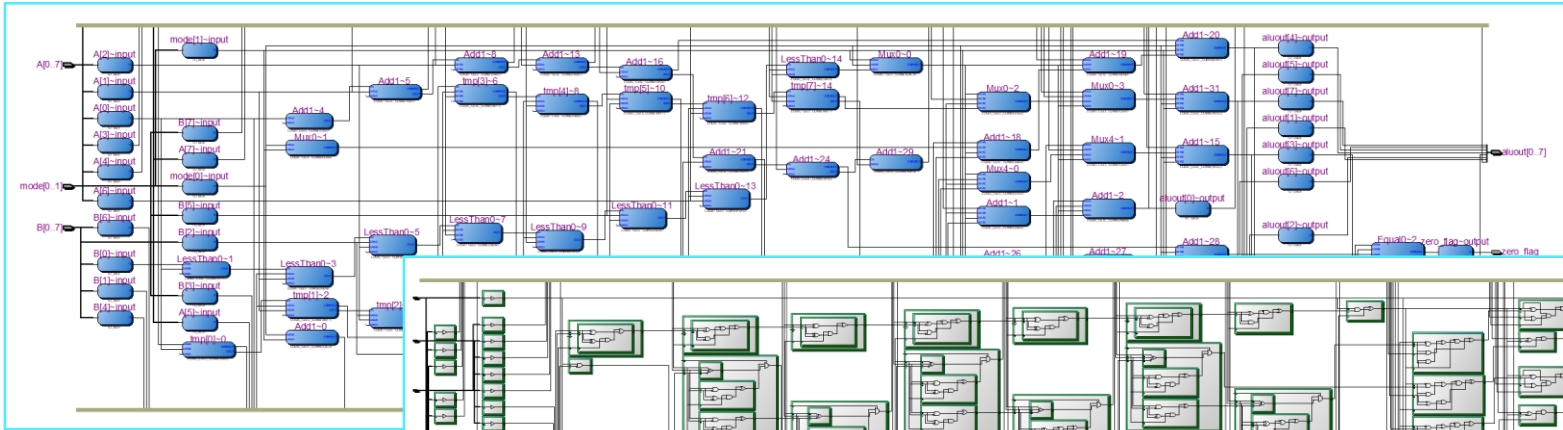 mode[1]~input
A[0..7]
A[2]~input
A[1]~input
A[0]~input
A[3]~input
A[4]~input
mode[0..1]
A[6]~input
B[0..7]
B[6]~input
B[0]~input
B[1]~input
B[4]~input
B[7]~input
A[7]~input
mode[0]~input
B[5]~input
B[2]~input
LessThan0~1
B[3]~input
A[5]~input
tmp[0]~0
Add1~4
Mux0~1
LessThan0~3
tmp[1]~2
Add1~0
Add1~5
LessThan0~5
tmp[2]~
Add1~8
tmp[3]~6
LessThan0~7
Add1~13
tmp[4]~8
LessThan0~9
Add1~16
tmp[5]~10
LessThan0~11
tmp[6]~12
Add1~21
LessThan0~13
LessThan0~14
tmp[7]~14
Add1~24
Mux0~0
Add1~29
Mux0~2
Add1~18
Mux4~0
Add1~1
Add1~26
Add1~19
Mux0~3
Mux4~1
Add1~2
Add1~27
Add1~20
Add1~31
Add1~15
aluout[0]~output
Add1~28
aluout[4]~output
aluout[5]~output
aluout[7]~output
aluout[1]~output
aluout[3]~output
aluout[6]~output
aluout[2]~output
Equal0~2
zero_flag~output
aluout[0..7]
zero_flag